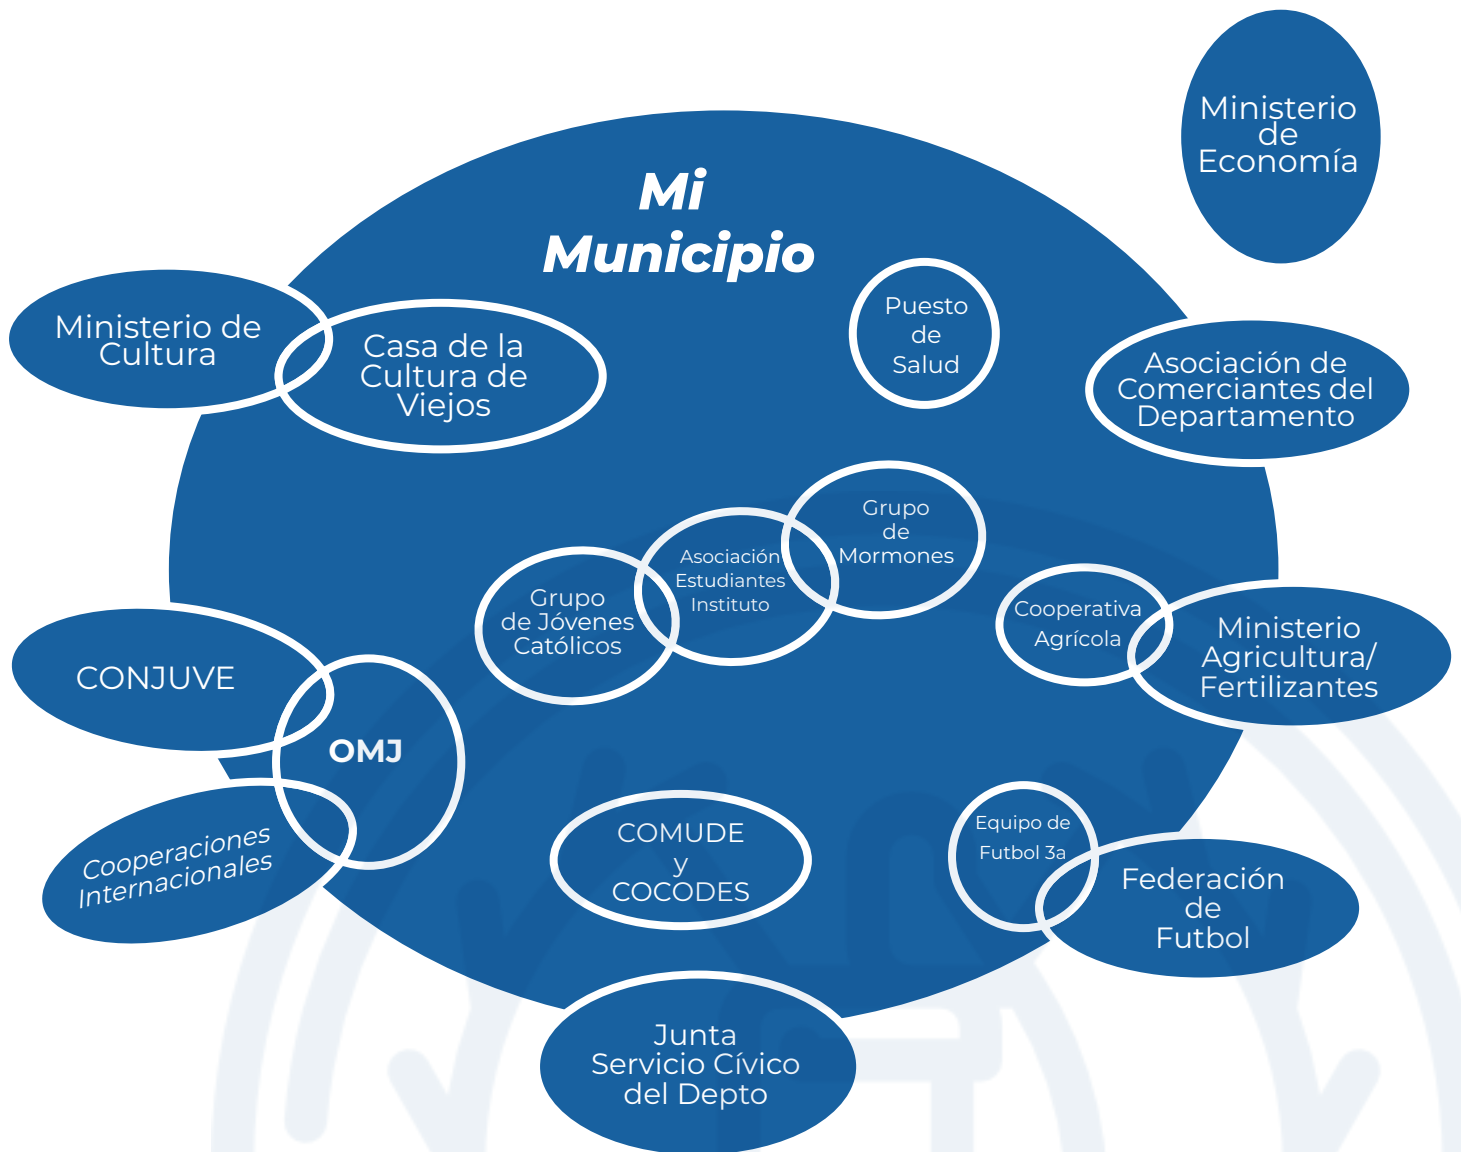 Ministerio
de
Economía
Mi
Municipio
Puesto
de
Salud
Ministerio de
Cultura
Casa de la
Cultura de
Viejos
Asociación de
Comerciantes del
Departamento
Grupo
de
Mormones
Asociación
Estudiantes
Instituto
Grupo
de Jóvenes
Católicos
Cooperativa
Agrícola
Ministerio
Agricultura/
Fertilizantes
CONJUVE
OMJ
Cooperaciones
Internacionales
COMUDE
y
COCODES
Equipo de
Futbol 3a
Federación
de
Futbol
Junta
Servicio Cívico
del Depto